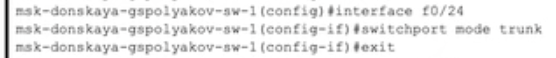 msk-donskaya-gspolyakov-sw-1(config)#interface f0/24
msk-donskaya-gspolyakov-sw-1(config-if)#switchport mode trunk
msk-donskaya-gspolyakov-sw-1(config-if)#exit